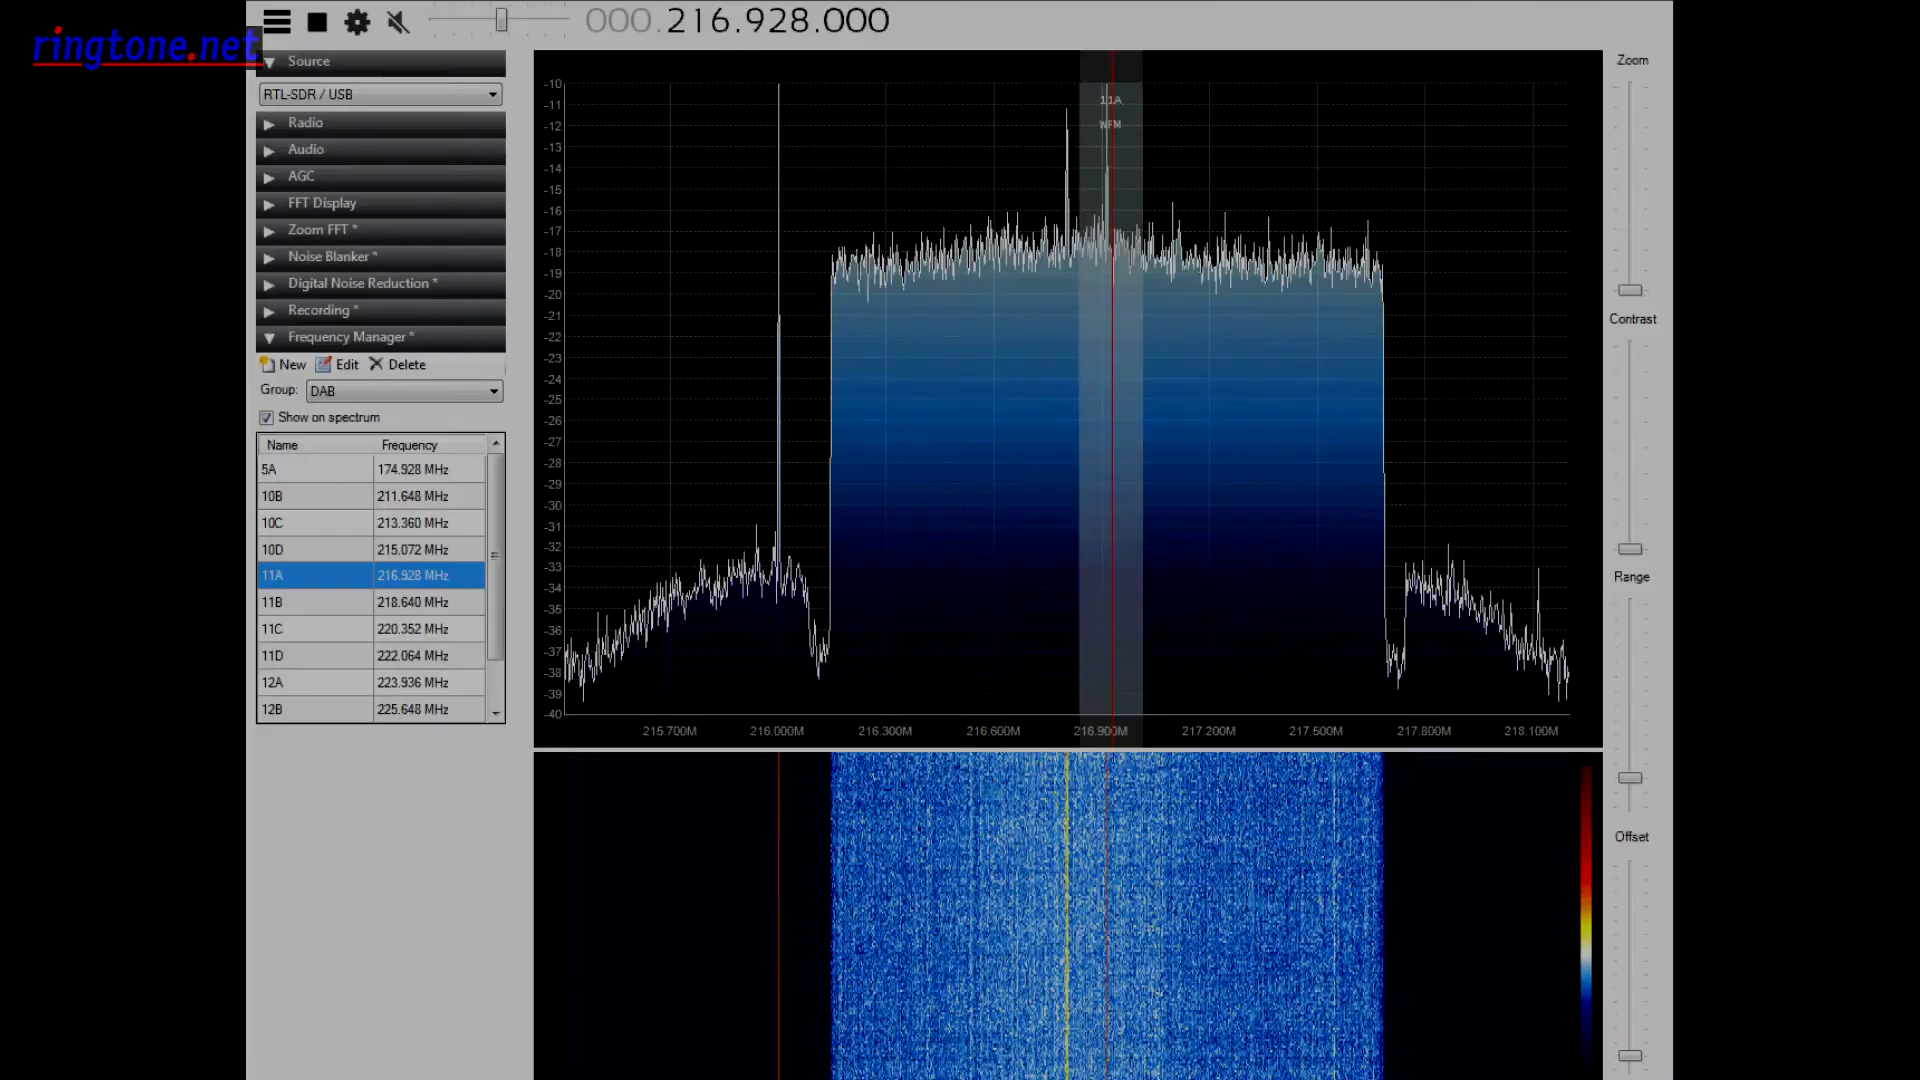 000.216.928.000
ringtone.net
Source
RTL-SDR / USB
Radio
Audio
AGC
FFT Display
Zoom FFT *
Noise Blanker *
Digital Noise Reduction *
Recording *
Frequency Manager *
New Edit Delete
Group: DAB
Show on spectrum
Name Frequency
5A 174.928 MHz
10B 211.648 MHz
10C 213.360 MHz
10D 215.072 MHz
11A 216.928 MHz
11B 218.640 MHz
11C 220.352 MHz
11D 222.064 MHz
12A 223.936 MHz
12B 225.648 MHz
11A
WFM
-10
-11
-12
-13
-14
-15
-16
-17
-18
-19
-20
-21
-22
-23
-24
-25
-26
-27
-28
-29
-30
-31
-32
-33
-34
-35
-36
-37
-38
-39
-40
215.700M 216.000M 216.300M 216.600M 216.900M 217.200M 217.500M 217.800M 218.100M
Zoom
Contrast
Range
Offset